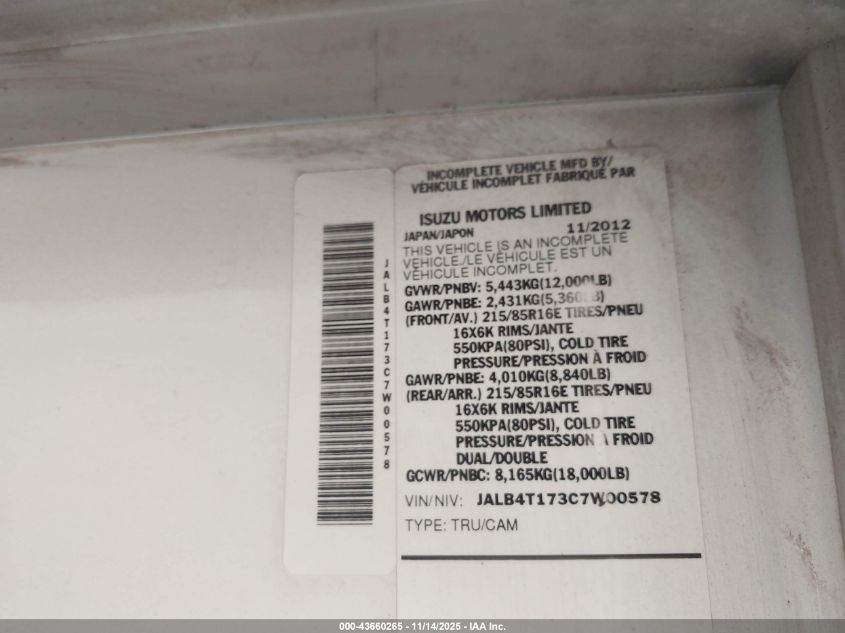 JALB4T173C7W00578
INCOMPLETE VEHICLE MFD BY/
VÉHICULE INCOMPLET FABRIQUÉ PAR
ISUZU MOTORS LIMITED
JAPAN/JAPON 11/2012
THIS VEHICLE IS AN INCOMPLETE
VEHICLE./LE VÉHICULE EST UN
VÉHICULE INCOMPLET.
GVWR/PNBV: 5,443KG(12,000LB)
GAWR/PNBE: 2,431KG(5,360LB)
(FRONT/AV.) 215/85R16E TIRES/PNEU
16X6K RIMS/JANTE
550KPA(80PSI), COLD TIRE
PRESSURE/PRESSION À FROID
GAWR/PNBE: 4,010KG(8,840LB)
(REAR/ARR.) 215/85R16E TIRES/PNEU
16X6K RIMS/JANTE
550KPA(80PSI), COLD TIRE
PRESSURE/PRESSION À FROID
DUAL/DOUBLE
GCWR/PNBC: 8,165KG(18,000LB)
VIN/NIV: JALB4T173C7W00578
TYPE: TRU/CAM
000-43660265 - 11/14/2025 - IAA Inc.